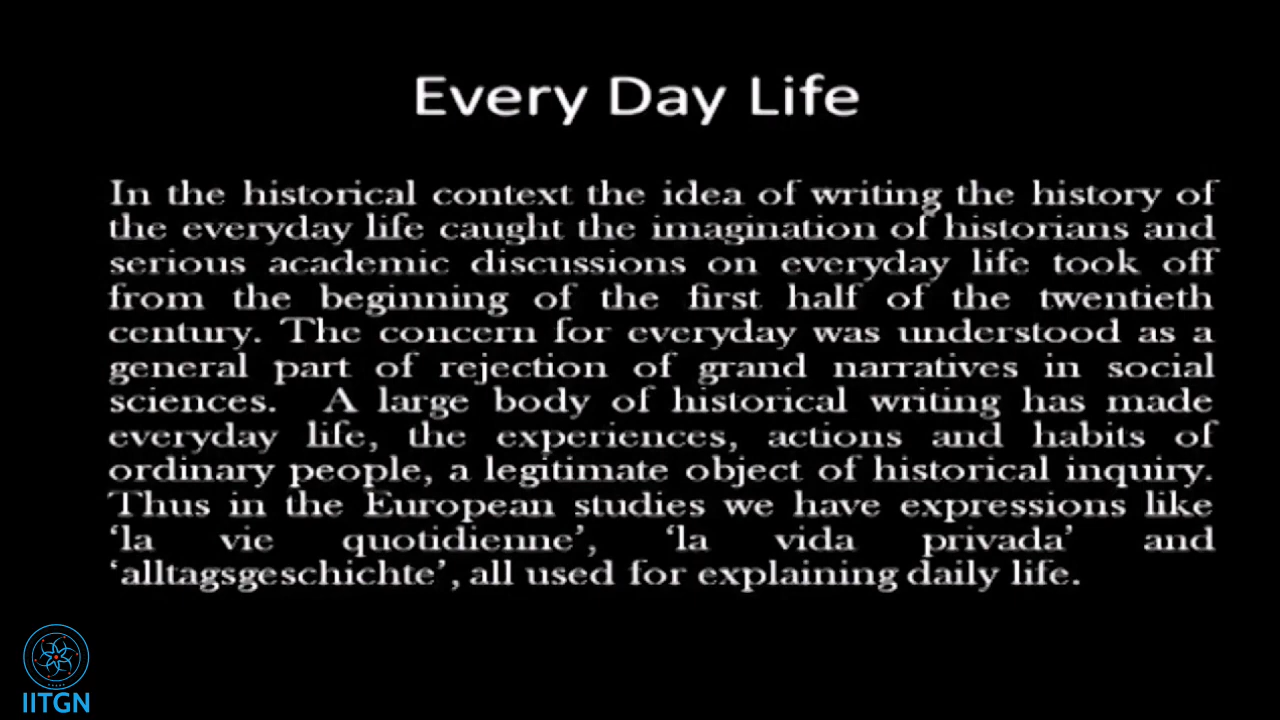 Every Day Life
In the historical context the idea of writing the history of
the everyday life caught the imagination of historians and
serious academic discussions on everyday life took off
from the beginning of the first half of the twentieth
century. The concern for everyday was understood as a
general part of rejection of grand narratives in social
sciences. A large body of historical writing has made
everyday life, the experiences, actions and habits of
ordinary people, a legitimate object of historical inquiry.
Thus in the European studies we have expressions like
‘la vie quotidienne’, ‘la vida privada’ and
‘alltagsgeschichte’, all used for explaining daily life.
IITGN